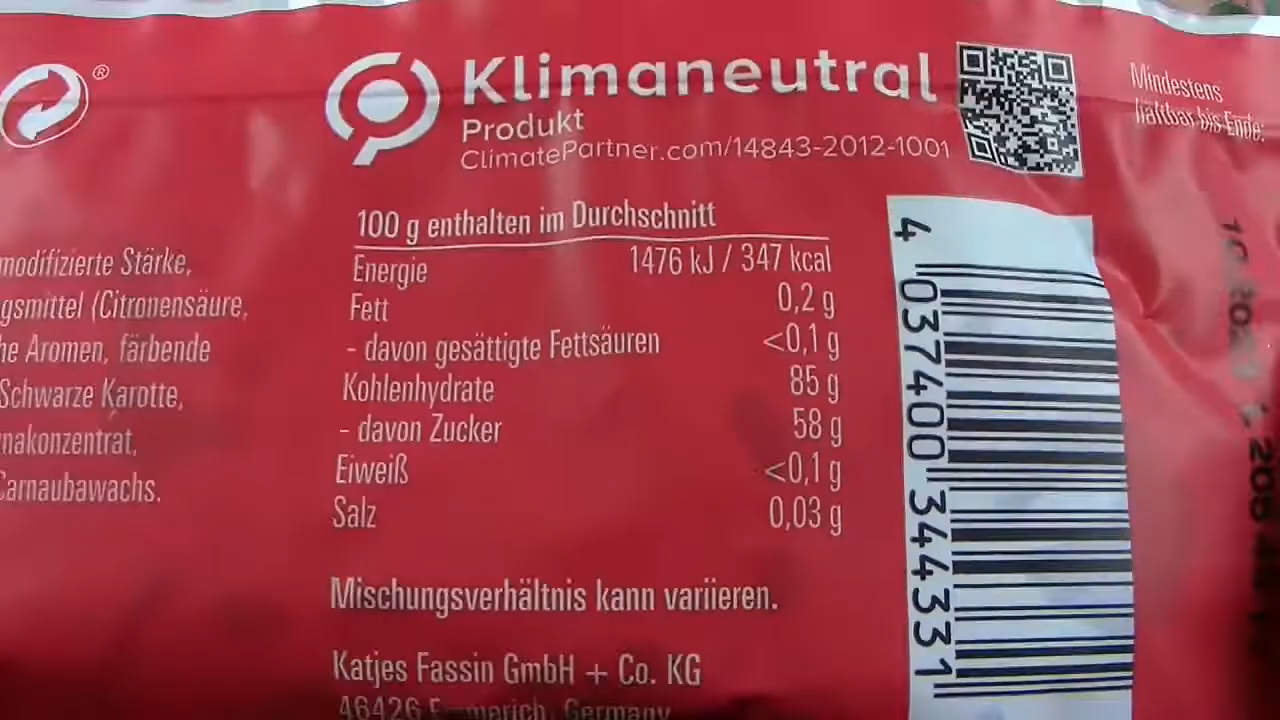 ®
Klimaneutral
Produkt
ClimatePartner.com/14843-2012-1001
Mindestens
haltbar bis Ende:
modifizierte Stärke,
gsmittel (Citronensäure,
he Aromen, färbende
Schwarze Karotte,
nakonzentrat,
Carnaubawachs.
100 g enthalten im Durchschnitt
Energie 1476 kJ / 347 kcal
Fett 0,2 g
- davon gesättigte Fettsäuren <0,1 g
Kohlenhydrate 85 g
- davon Zucker 58 g
Eiweiß <0,1 g
Salz 0,03 g
Mischungsverhältnis kann variieren.
Katjes Fassin GmbH + Co. KG
46426 Germany
4 037400 344331